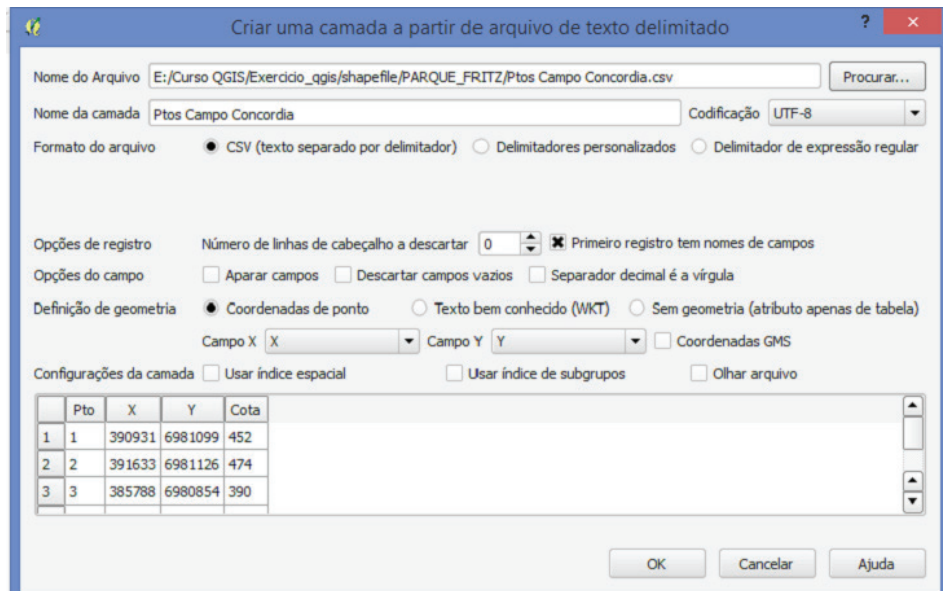 Criar uma camada a partir de arquivo de texto delimitado ? ×
Nome do Arquivo E:/Curso QGIS/Exercicio_qgis/shapefile/PARQUE_FRITZ/Ptos Campo Concordia.csv Procurar...
Nome da camada Ptos Campo Concordia Codificação UTF-8
Formato do arquivo CSV (texto separado por delimitador) Delimitadores personalizados Delimitador de expressão regular
Opções de registro Número de linhas de cabeçalho a descartar 0 Primeiro registro tem nomes de campos
Opções do campo Aparar campos Descartar campos vazios Separador decimal é a vírgula
Definição de geometria Coordenadas de ponto Texto bem conhecido (WKT) Sem geometria (atributo apenas de tabela)
Campo X X Campo Y Y Coordenadas GMS
Configurações da camada Usar índice espacial Usar índice de subgrupos Olhar arquivo
Pto X Y Cota
1 1 390931 6981099 452
2 2 391633 6981126 474
3 3 385788 6980854 390
OK Cancelar Ajuda